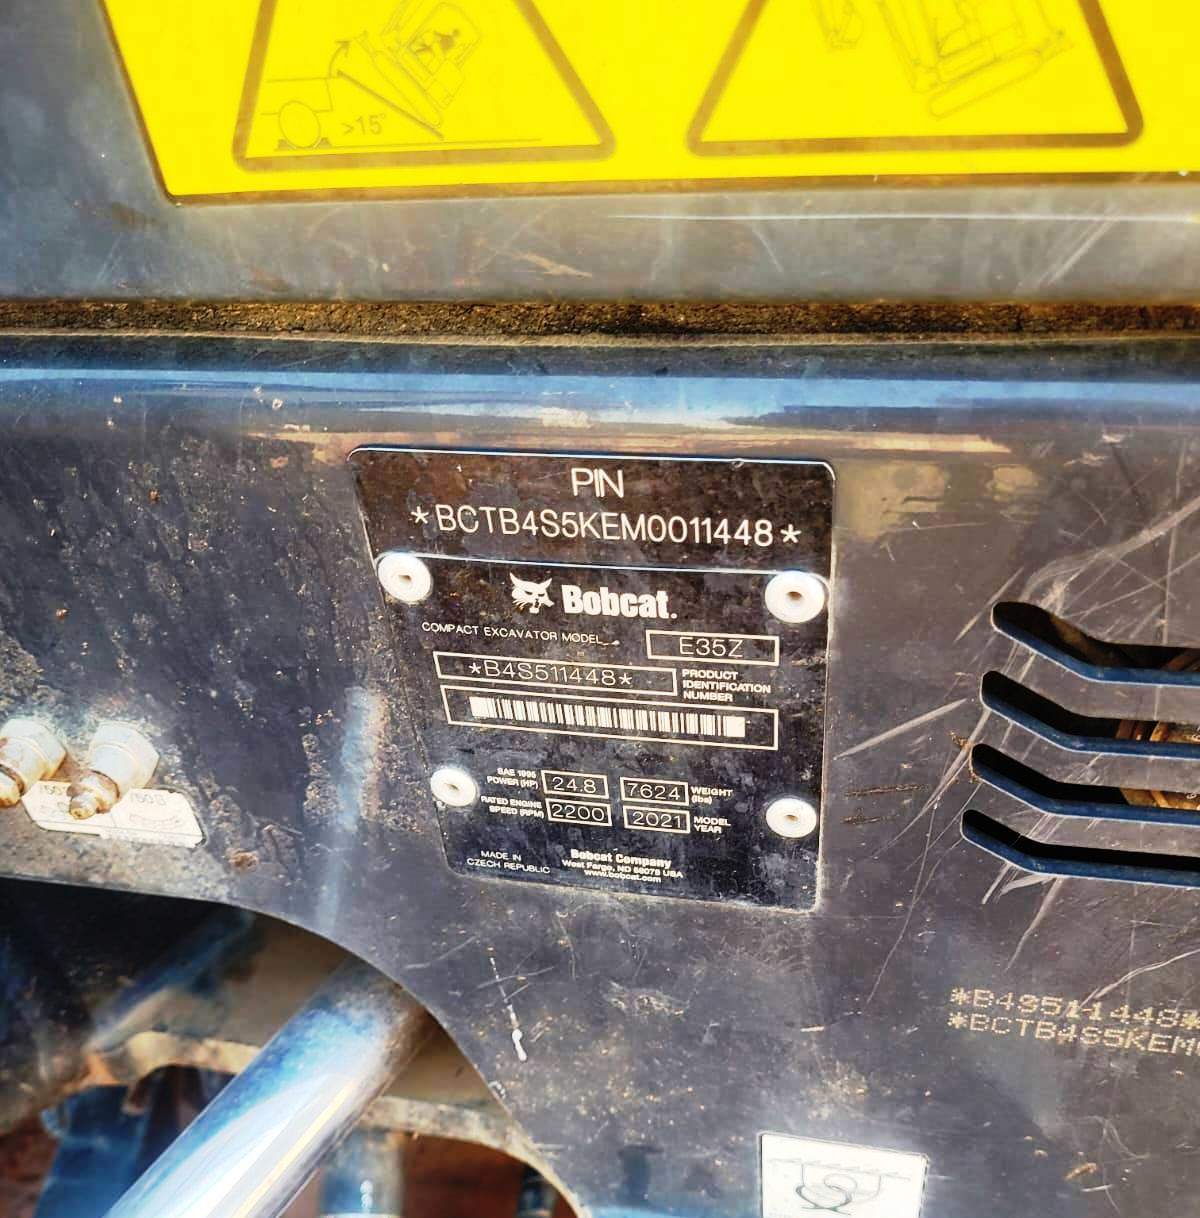 >15°
PIN
*BCTB4S5KEM0011448*
Bobcat.
COMPACT EXCAVATOR MODEL
E35Z
*B4S511448*
PRODUCT
IDENTIFICATION
NUMBER
SAE 1995
POWER (HP)
24.8
7624
WEIGHT
(lbs)
RATED ENGINE
SPEED (RPM)
2200
2021
MODEL
YEAR
MADE IN
CZECH REPUBLIC
Bobcat Company
West Fargo, ND 58078 USA
www.bobcat.com
*B4S511448*
*BCTB4S5KEM